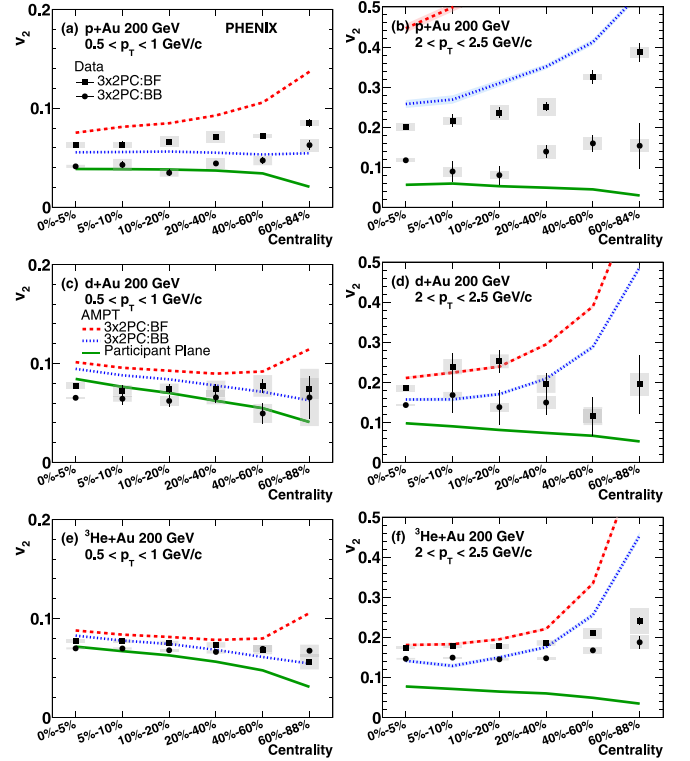 (a) p+Au 200 GeV PHENIX
0.5 < p_T < 1 GeV/c
Data
3x2PC:BF
3x2PC:BB
v_2
0.2
0.1
0
0%-5%
5%-10%
10%-20%
20%-40%
40%-60%
60%-84%
Centrality
(b) p+Au 200 GeV
2 < p_T < 2.5 GeV/c
v_2
0.5
0.4
0.3
0.2
0.1
0
0%-5%
5%-10%
10%-20%
20%-40%
40%-60%
60%-84%
Centrality
(c) d+Au 200 GeV
0.5 < p_T < 1 GeV/c
AMPT
3x2PC:BF
3x2PC:BB
Participant Plane
v_2
0.2
0.1
0
0%-5%
5%-10%
10%-20%
20%-40%
40%-60%
60%-88%
Centrality
(d) d+Au 200 GeV
2 < p_T < 2.5 GeV/c
v_2
0.5
0.4
0.3
0.2
0.1
0
0%-5%
5%-10%
10%-20%
20%-40%
40%-60%
60%-88%
Centrality
(e) ³He+Au 200 GeV
0.5 < p_T < 1 GeV/c
v_2
0.2
0.1
0
0%-5%
5%-10%
10%-20%
20%-40%
40%-60%
60%-88%
Centrality
(f) ³He+Au 200 GeV
2 < p_T < 2.5 GeV/c
v_2
0.5
0.4
0.3
0.2
0.1
0
0%-5%
5%-10%
10%-20%
20%-40%
40%-60%
60%-88%
Centrality